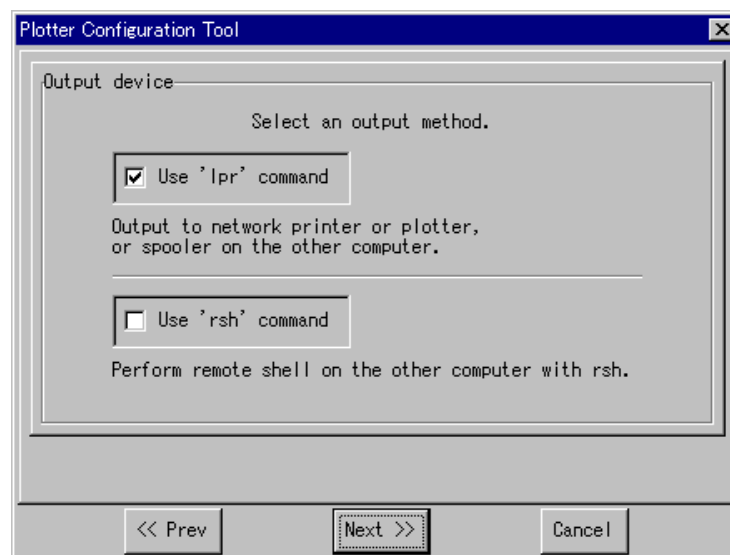 Plotter Configuration Tool
Output device
Select an output method.
Use 'lpr' command
Output to network printer or plotter,
or spooler on the other computer.
Use 'rsh' command
Perform remote shell on the other computer with rsh.
<< Prev
Next >>
Cancel